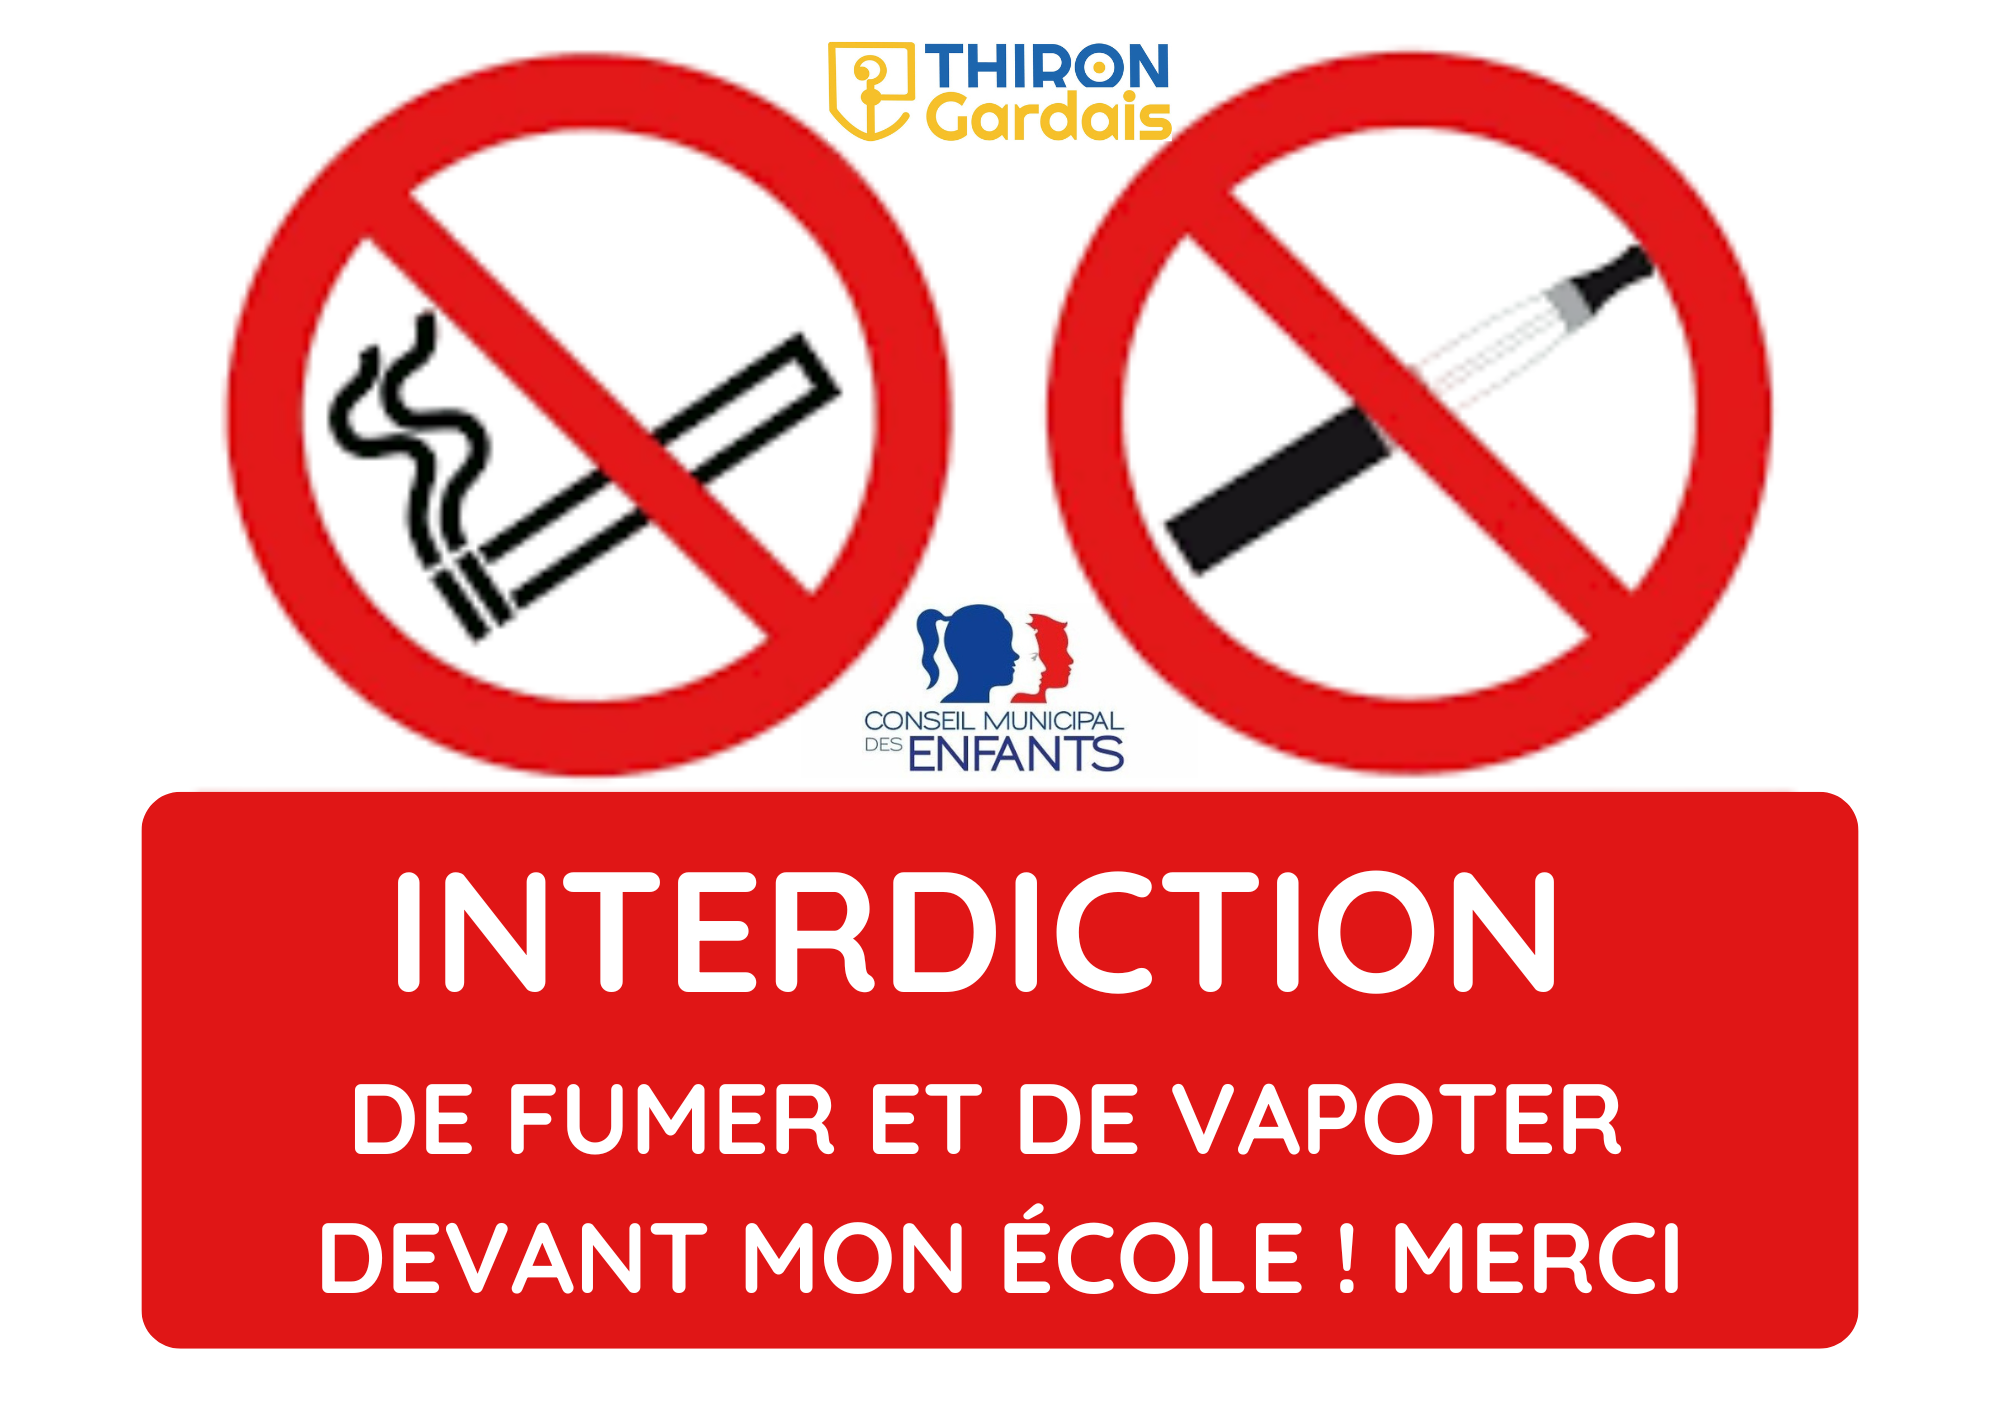 THIRON
Gardais
CONSEIL MUNICIPAL
DES ENFANTS
INTERDICTION
DE FUMER ET DE VAPOTER
DEVANT MON ÉCOLE ! MERCI